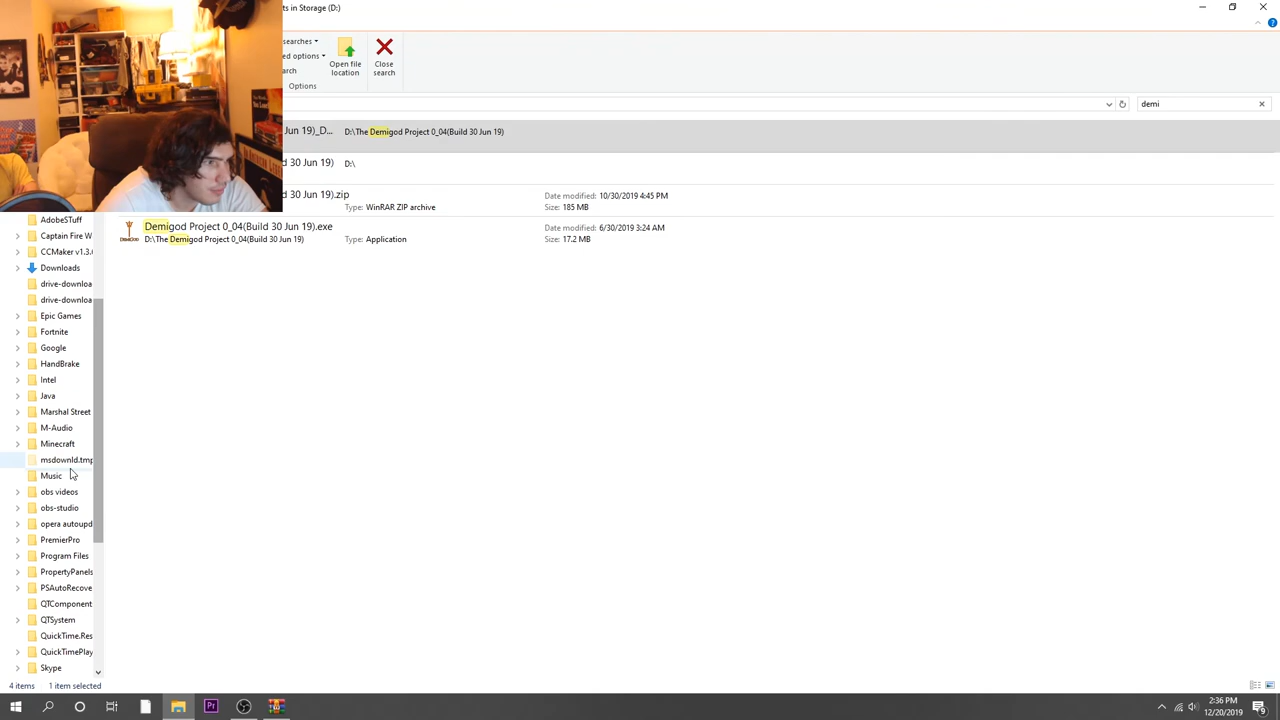 ts in Storage (D:)
searches
ed options
arch
Options
Open file
location
Close
search
demi
Jun 19)_D...
D:\The Demigod Project 0_04(Build 30 Jun 19)
d 30 Jun 19)
D:\
d 30 Jun 19).zip
Type: WinRAR ZIP archive
Date modified: 10/30/2019 4:45 PM
Size: 185 MB
Demigod Project 0_04(Build 30 Jun 19).exe
D:\The Demigod Project 0_04(Build 30 Jun 19)
Type: Application
Date modified: 6/30/2019 3:24 AM
Size: 17.2 MB
DEMIGOD
AdobeSTuff
Captain Fire W
CCMaker v1.3.
Downloads
drive-downloa
drive-downloa
Epic Games
Fortnite
Google
HandBrake
Intel
Java
Marshal Street
M-Audio
Minecraft
msdownld.tmp
Music
obs videos
obs-studio
opera autoupd
PremierPro
Program Files
PropertyPanels
PSAutoRecove
QTComponent
QTSystem
QuickTime.Res
QuickTimePlay
Skype
4 items
1 item selected
Pr
2:36 PM
12/20/2019
9